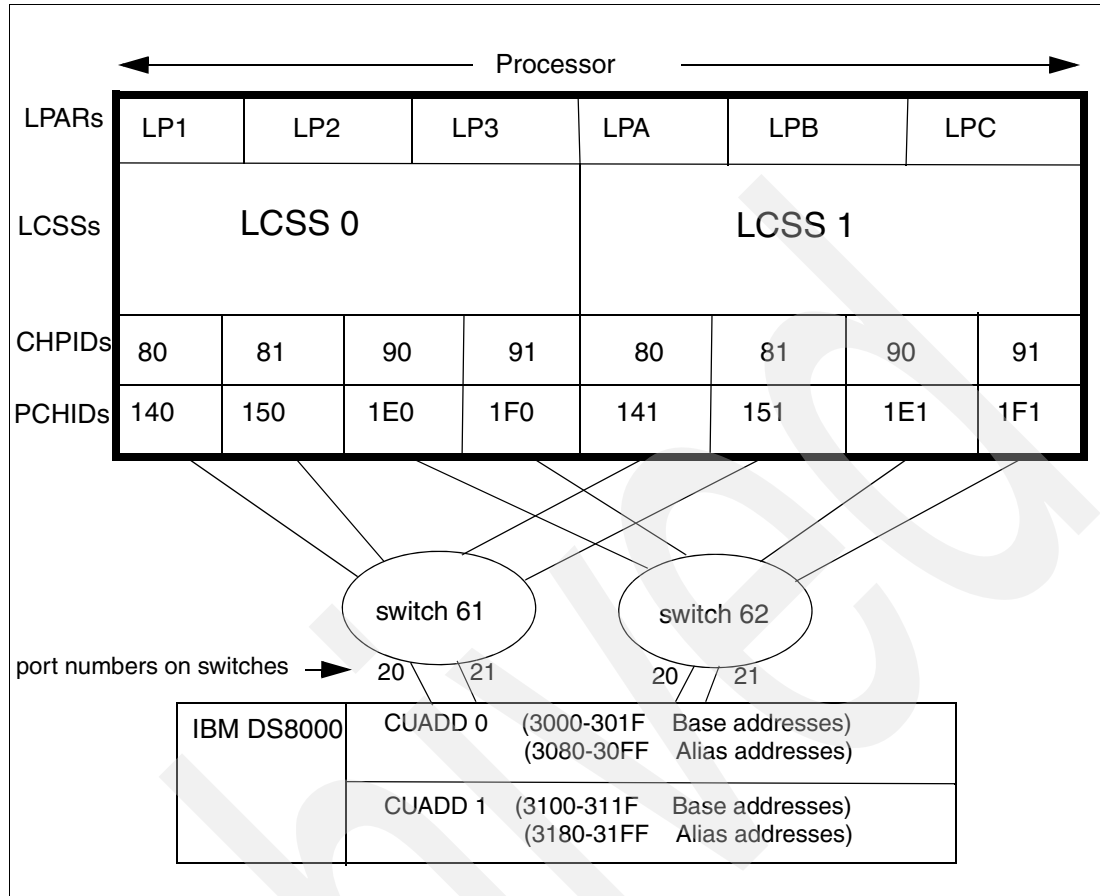 Processor
LPARs LP1 LP2 LP3 LPA LPB LPC
LCSSs LCSS 0 LCSS 1
CHPIDs 80 81 90 91 80 81 90 91
PCHIDs 140 150 1E0 1F0 141 151 1E1 1F1
switch 61 switch 62
port numbers on switches 20 21 20 21
IBM DS8000 CUADD 0 (3000-301F Base addresses)
(3080-30FF Alias addresses)
CUADD 1 (3100-311F Base addresses)
(3180-31FF Alias addresses)